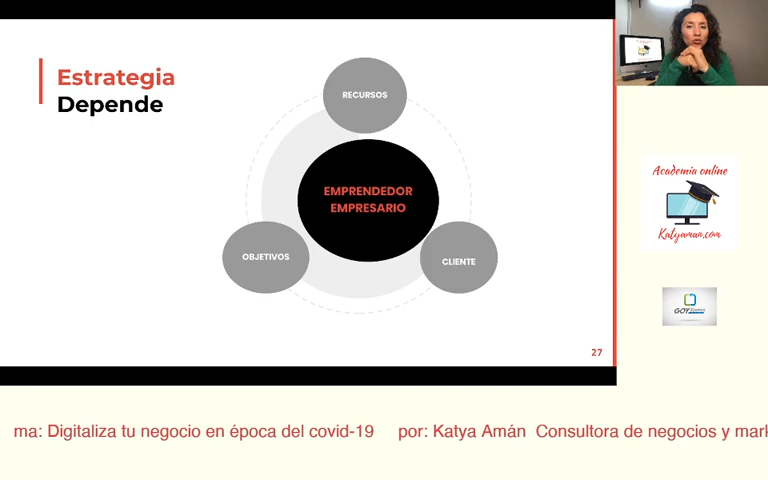 Estrategia
Depende
RECURSOS
EMPRENDEDOR
EMPRESARIO
OBJETIVOS
CLIENTE
27
Academia online
Katyaman.com
GOY
ma: Digitaliza tu negocio en época del covid-19 por: Katya Amán Consultora de negocios y mark